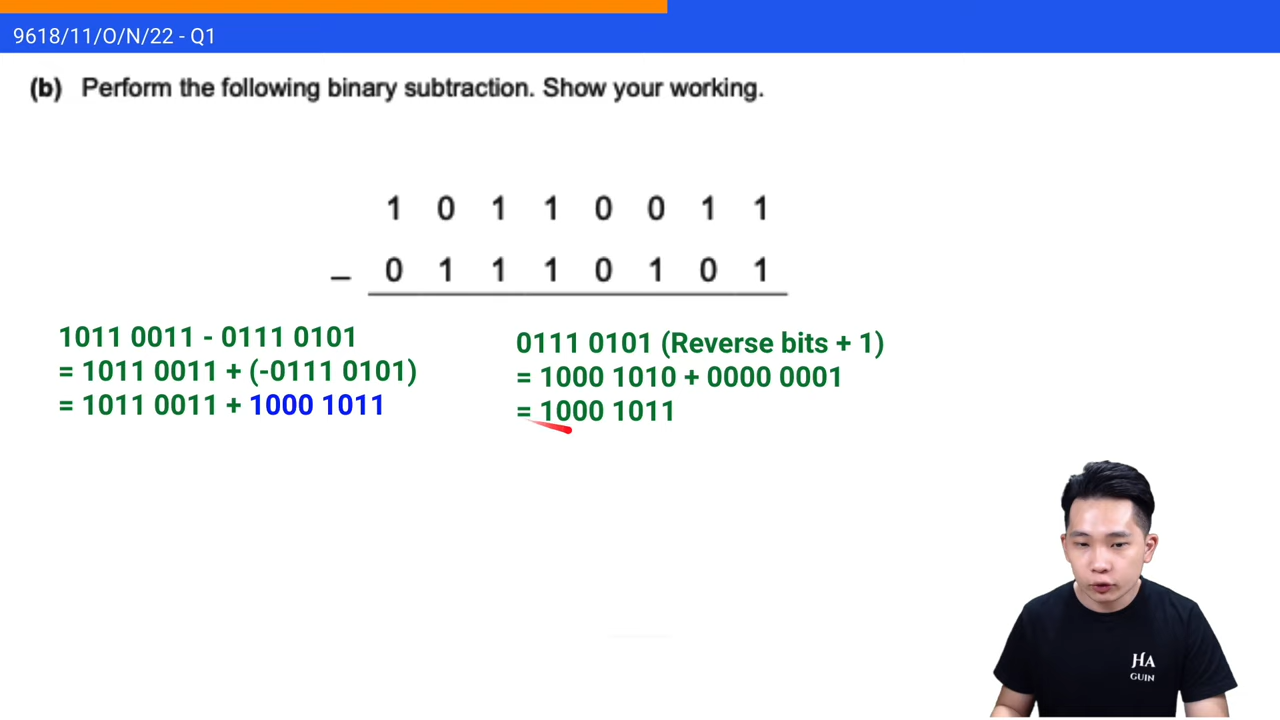 9618/11/O/N/22 - Q1
(b) Perform the following binary subtraction. Show your working.
1 0 1 1 0 0 1 1
− 0 1 1 1 0 1 0 1
1011 0011 - 0111 0101
= 1011 0011 + (-0111 0101)
= 1011 0011 + 1000 1011
0111 0101 (Reverse bits + 1)
= 1000 1010 + 0000 0001
= 1000 1011
HA
GUIN